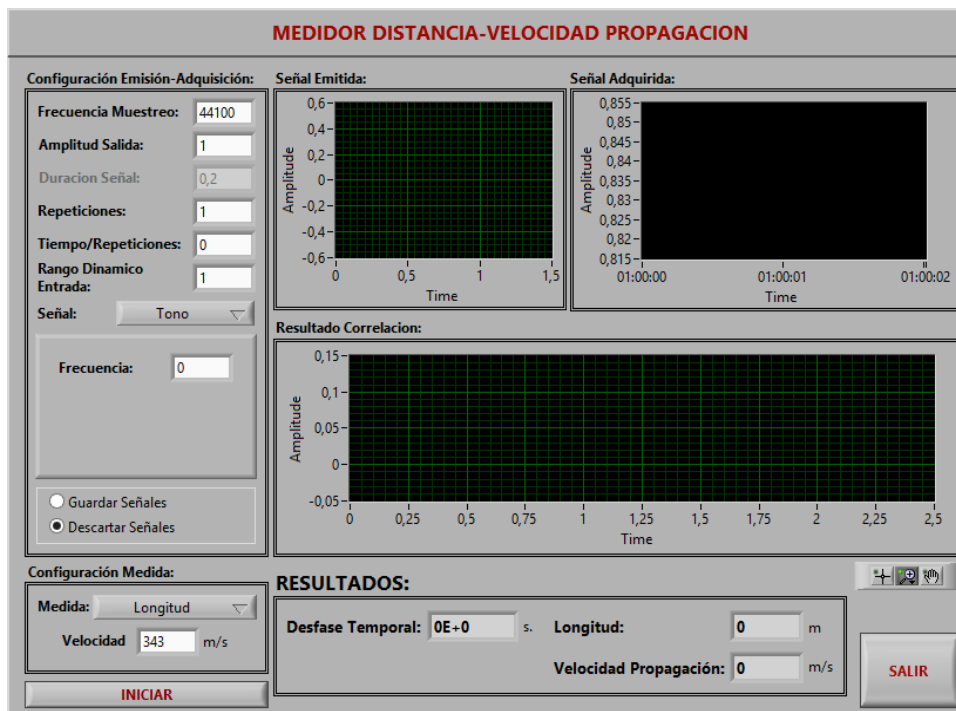 MEDIDOR DISTANCIA-VELOCIDAD PROPAGACION
Configuración Emisión-Adquisición:
Frecuencia Muestreo: 44100
Amplitud Salida: 1
Duracion Señal: 0,2
Repeticiones: 1
Tiempo/Repeticiones: 0
Rango Dinamico
Entrada: 1
Señal: Tono
Frecuencia: 0
Guardar Señales
Descartar Señales
Señal Emitida:
Amplitude
0,6
0,4
0,2
0
-0,2
-0,4
-0,6
0 0,5 1 1,5
Time
Señal Adquirida:
Amplitude
0,855
0,85
0,845
0,84
0,835
0,83
0,825
0,82
0,815
01:00:00 01:00:01 01:00:02
Time
Resultado Correlacion:
Amplitude
0,15
0,1
0,05
0
-0,05
0 0,25 0,5 0,75 1 1,25 1,5 1,75 2 2,25 2,5
Time
Configuración Medida:
Medida: Longitud
Velocidad 343 m/s
INICIAR
RESULTADOS:
Desfase Temporal: 0E+0 s. Longitud: 0 m
Velocidad Propagación: 0 m/s
SALIR